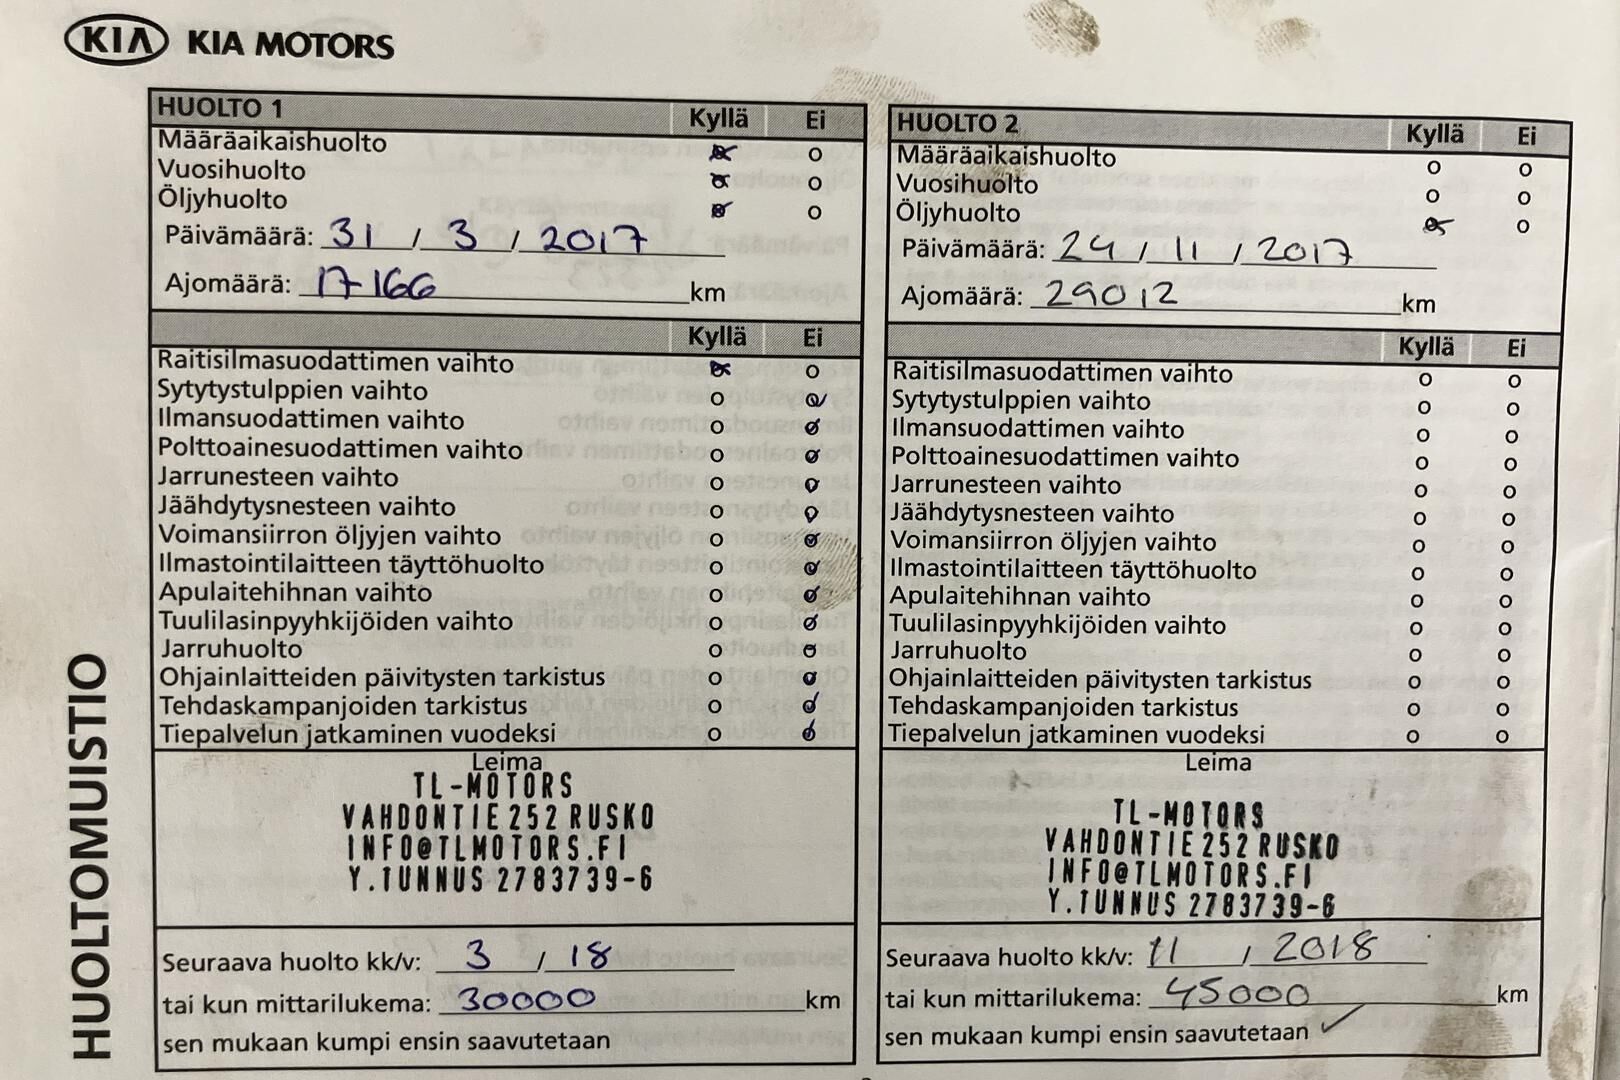 KIA KIA MOTORS
HUOLTOMUISTIO
HUOLTO 1 Kyllä Ei
Määräaikaishuolto
Vuosihuolto
Öljyhuolto
Päivämäärä: 31 / 3 / 2017
Ajomäärä: 17166 km
Kyllä Ei
Raitisilmasuodattimen vaihto
Sytytystulppien vaihto
Ilmansuodattimen vaihto
Polttoainesuodattimen vaihto
Jarrunesteen vaihto
Jäähdytysnesteen vaihto
Voimansiirron öljyjen vaihto
Ilmastointilaitteen täyttöhuolto
Apulaitehihnan vaihto
Tuulilasinpyyhkijöiden vaihto
Jarruhuolto
Ohjainlaitteiden päivitysten tarkistus
Tehdaskampanjoiden tarkistus
Tiepalvelun jatkaminen vuodeksi
Leima
TL-MOTORS
VAHDONTIE 252 RUSKO
INFO@TLMOTORS.FI
Y.TUNNUS 2783739-6
Seuraava huolto kk/v: 3 / 18
tai kun mittarilukema: 30000 km
sen mukaan kumpi ensin saavutetaan
HUOLTO 2 Kyllä Ei
Määräaikaishuolto
Vuosihuolto
Öljyhuolto
Päivämäärä: 24 / 11 / 2017
Ajomäärä: 29012 km
Kyllä Ei
Raitisilmasuodattimen vaihto
Sytytystulppien vaihto
Ilmansuodattimen vaihto
Polttoainesuodattimen vaihto
Jarrunesteen vaihto
Jäähdytysnesteen vaihto
Voimansiirron öljyjen vaihto
Ilmastointilaitteen täyttöhuolto
Apulaitehihnan vaihto
Tuulilasinpyyhkijöiden vaihto
Jarruhuolto
Ohjainlaitteiden päivitysten tarkistus
Tehdaskampanjoiden tarkistus
Tiepalvelun jatkaminen vuodeksi
Leima
TL-MOTORS
VAHDONTIE 252 RUSKO
INFO@TLMOTORS.FI
Y.TUNNUS 2783739-6
Seuraava huolto kk/v: 11 / 2018
tai kun mittarilukema: 45000 km
sen mukaan kumpi ensin saavutetaan